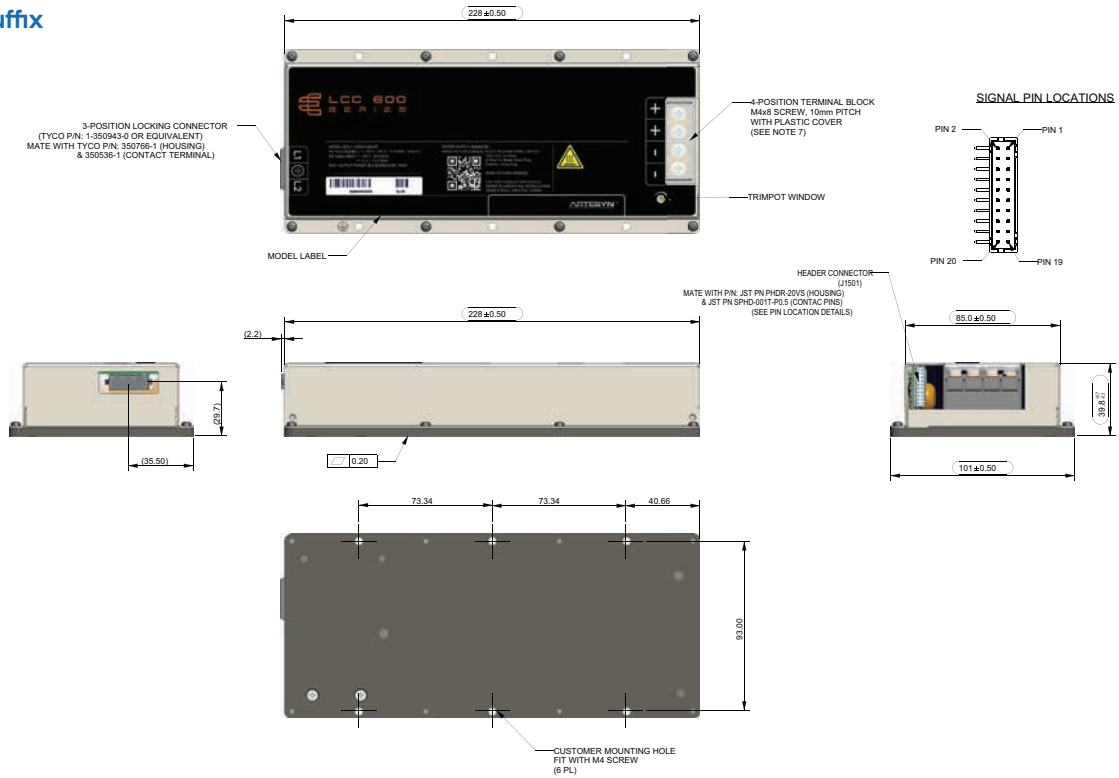 uffix
228±0.50
3-POSITION LOCKING CONNECTOR
(TYCO P/N: 1-350943-0 OR EQUIVALENT)
MATE WITH TYCO P/N: 350766-1 (HOUSING)
& 350536-1 (CONTACT TERMINAL)
LCC 600
SERIES
L1
L2
+
+
-
-
4-POSITION TERMINAL BLOCK
M4x8 SCREW, 10mm PITCH
WITH PLASTIC COVER
(SEE NOTE 7)
TRIMPOT WINDOW
ARTESYN
MODEL LABEL
SIGNAL PIN LOCATIONS
PIN 2
PIN 1
PIN 20
PIN 19
HEADER CONNECTOR
(J1501)
MATE WITH P/N: JST PN PHDR-20VS (HOUSING)
& JST PN SPHD-001T-P0.5 (CONTAC PINS)
(SEE PIN LOCATION DETAILS)
228±0.50
(2.2)
(29.7)
(35.50)
0.20
85.0±0.50
39.8
101±0.50
73.34
73.34
40.66
93.00
CUSTOMER MOUNTING HOLE
FIT WITH M4 SCREW
(6 PL)